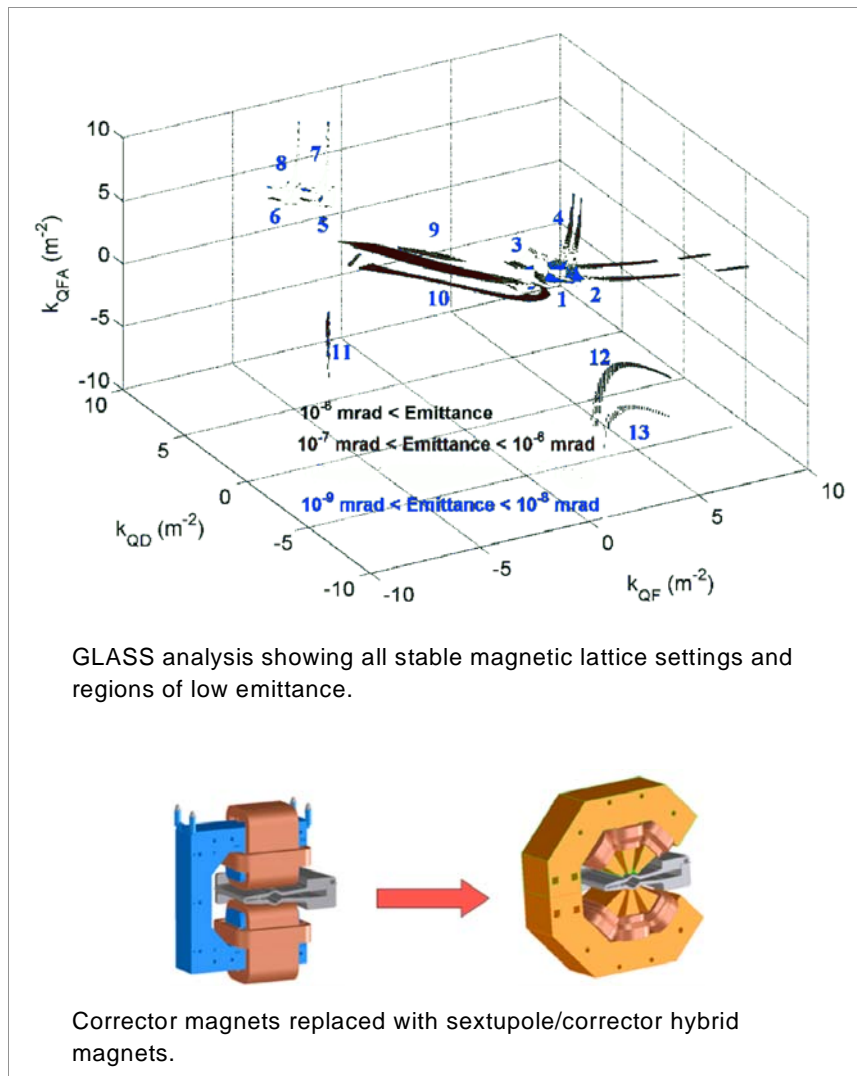 10
5
0
-5
-10
k_QFA (m⁻²)
8 7
6 5
4
9 3
10 1 2
11
12
13
10⁻⁶ mrad < Emittance
10⁻⁷ mrad < Emittance < 10⁻⁶ mrad
10⁻⁹ mrad < Emittance < 10⁻⁸ mrad
10
5
0
-5
-10
k_QD (m⁻²)
-10
-5
0
5
10
k_QF (m⁻²)
GLASS analysis showing all stable magnetic lattice settings and
regions of low emittance.
Corrector magnets replaced with sextupole/corrector hybrid
magnets.